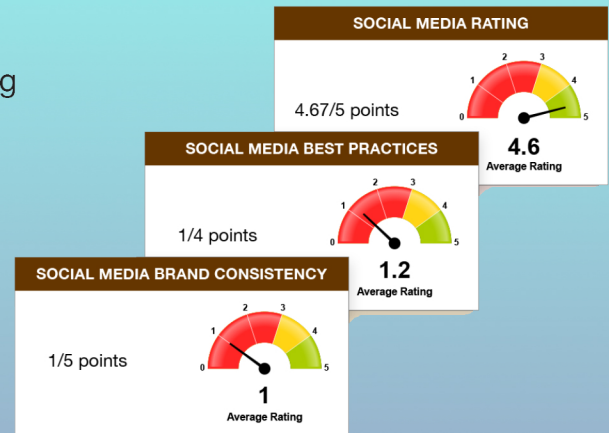 g
SOCIAL MEDIA RATING
4.67/5 points
0 1 2 3 4 5
4.6
Average Rating
SOCIAL MEDIA BEST PRACTICES
1/4 points
0 1 2 3 4 5
1.2
Average Rating
SOCIAL MEDIA BRAND CONSISTENCY
1/5 points
0 1 2 3 4 5
1
Average Rating